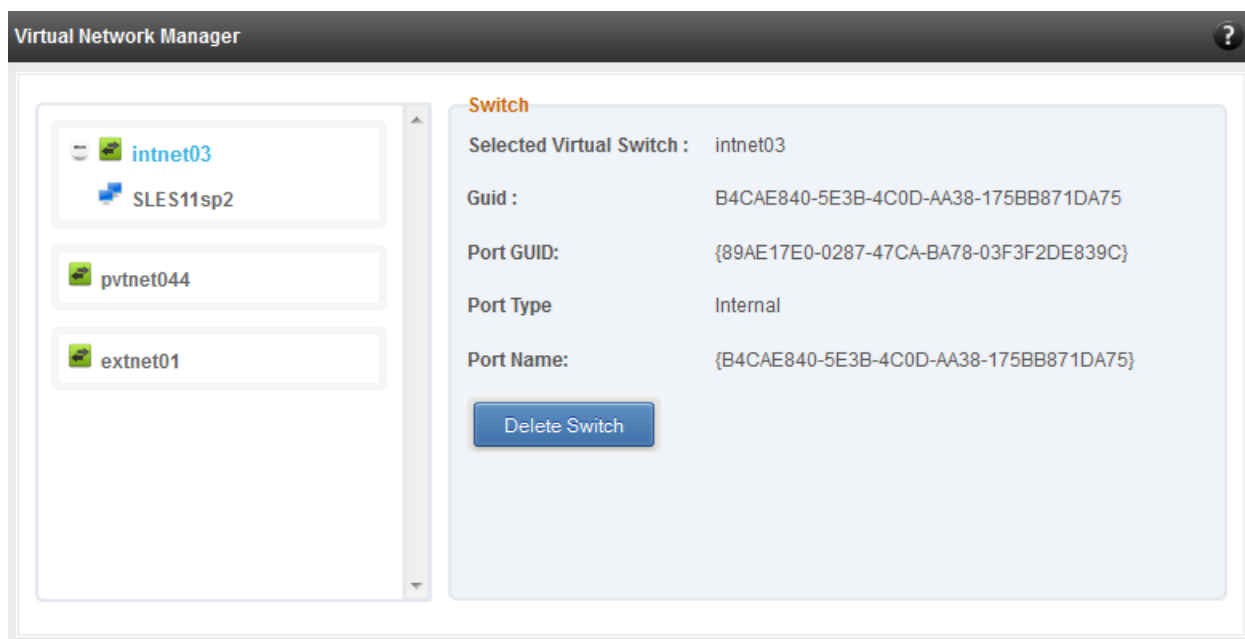 Virtual Network Manager
?
intnet03
SLES11sp2
pvtnet044
extnet01
Switch
Selected Virtual Switch : intnet03
Guid : B4CAE840-5E3B-4C0D-AA38-175BB871DA75
Port GUID: {89AE17E0-0287-47CA-BA78-03F3F2DE839C}
Port Type Internal
Port Name: {B4CAE840-5E3B-4C0D-AA38-175BB871DA75}
Delete Switch